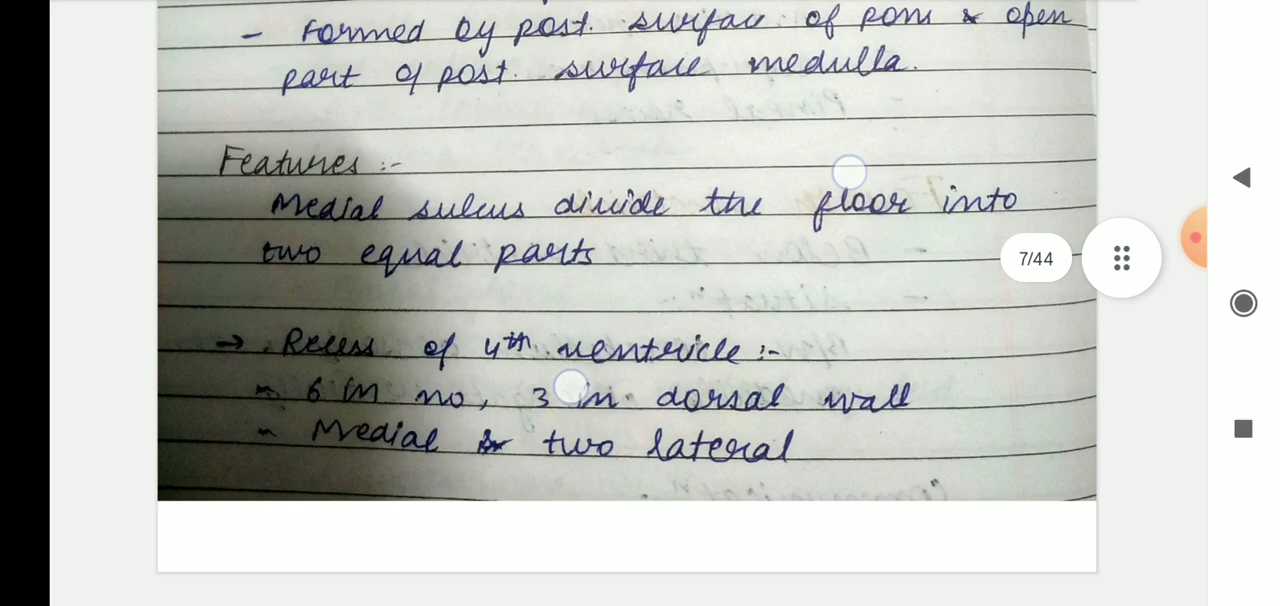 - Formed by post. surface of pons & open
part of post. surface medulla.
Features :-
Medial sulcus divide the floor into
two equal parts
7/44
→ Recess of 4th ventricle :-
- 6 in no, 3 in dorsal wall
- Medial & two lateral